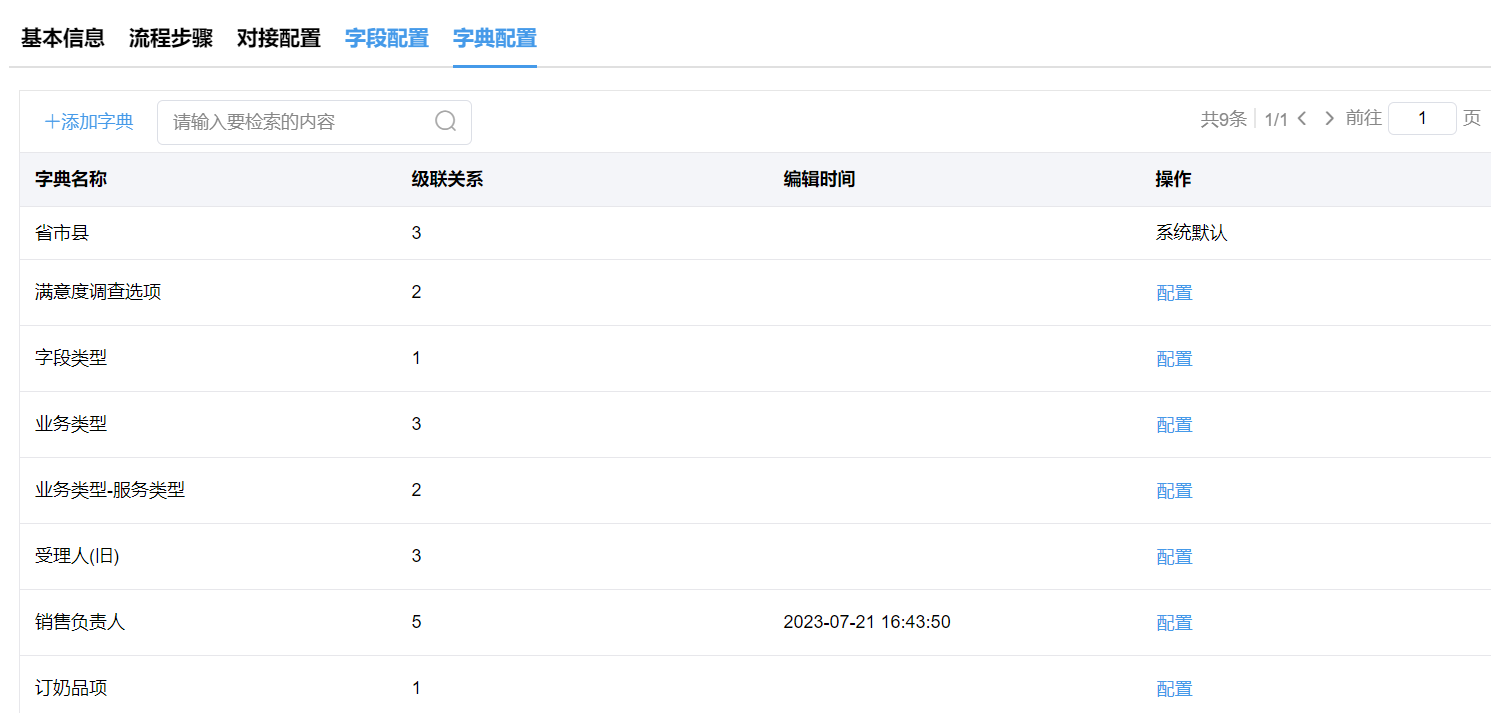 基本信息 流程步骤 对接配置 字段配置 字典配置
+添加字典 请输入要检索的内容 共9条 1/1 < > 前往 1 页
字典名称 级联关系 编辑时间 操作
省市县 3 系统默认
满意度调查选项 2 配置
字段类型 1 配置
业务类型 3 配置
业务类型-服务类型 2 配置
受理人(旧) 3 配置
销售负责人 5 2023-07-21 16:43:50 配置
订奶品项 1 配置